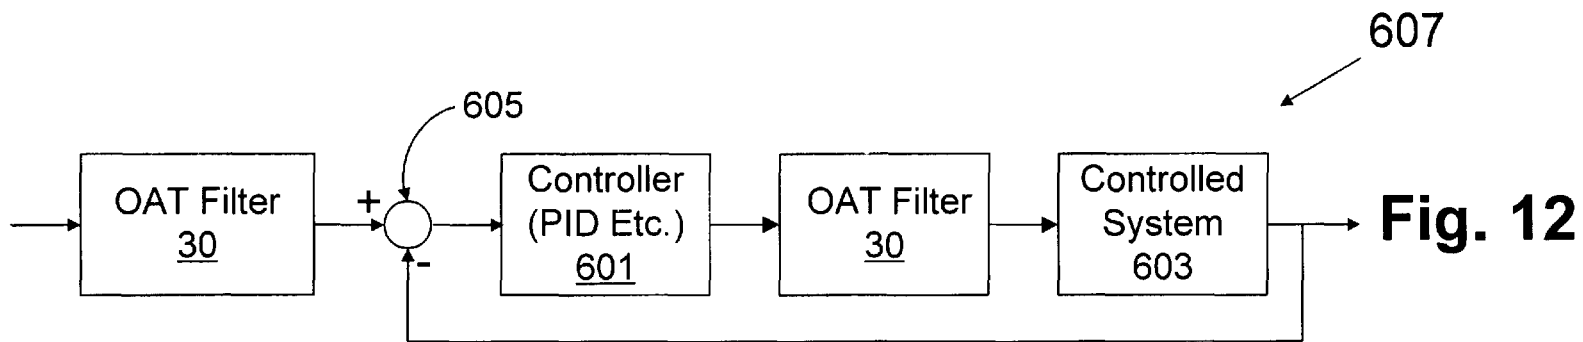 607
605
OAT Filter
30
+
-
Controller
(PID Etc.)
601
OAT Filter
30
Controlled
System
603
Fig. 12